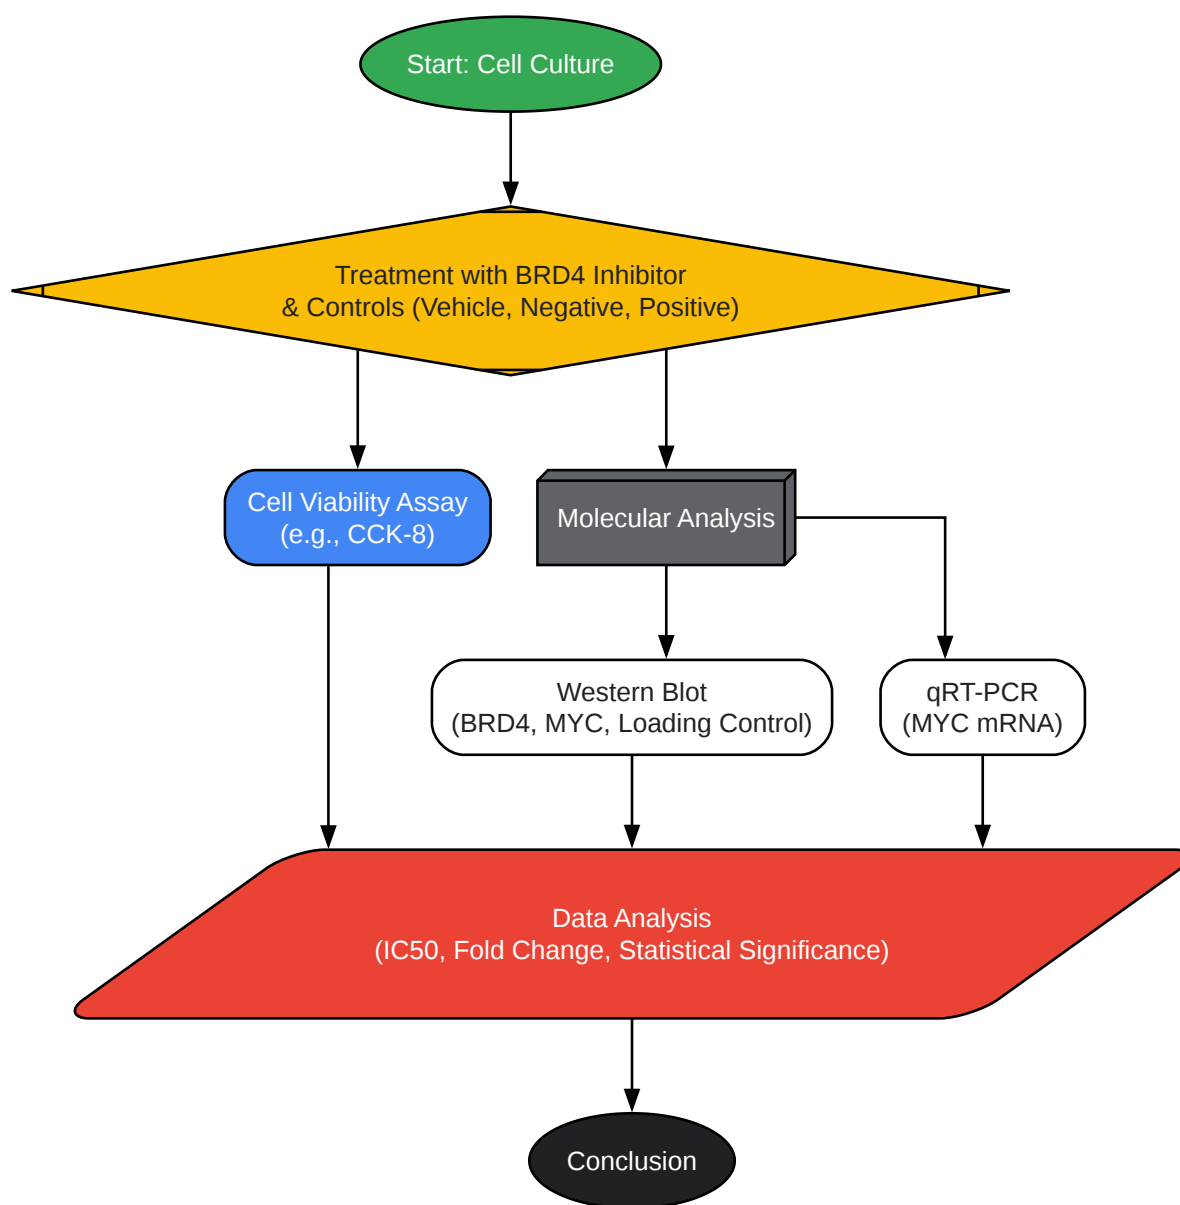 Start: Cell Culture
Treatment with BRD4 Inhibitor
& Controls (Vehicle, Negative, Positive)
Cell Viability Assay
(e.g., CCK-8)
Molecular Analysis
Western Blot
(BRD4, MYC, Loading Control)
qRT-PCR
(MYC mRNA)
Data Analysis
(IC50, Fold Change, Statistical Significance)
Conclusion